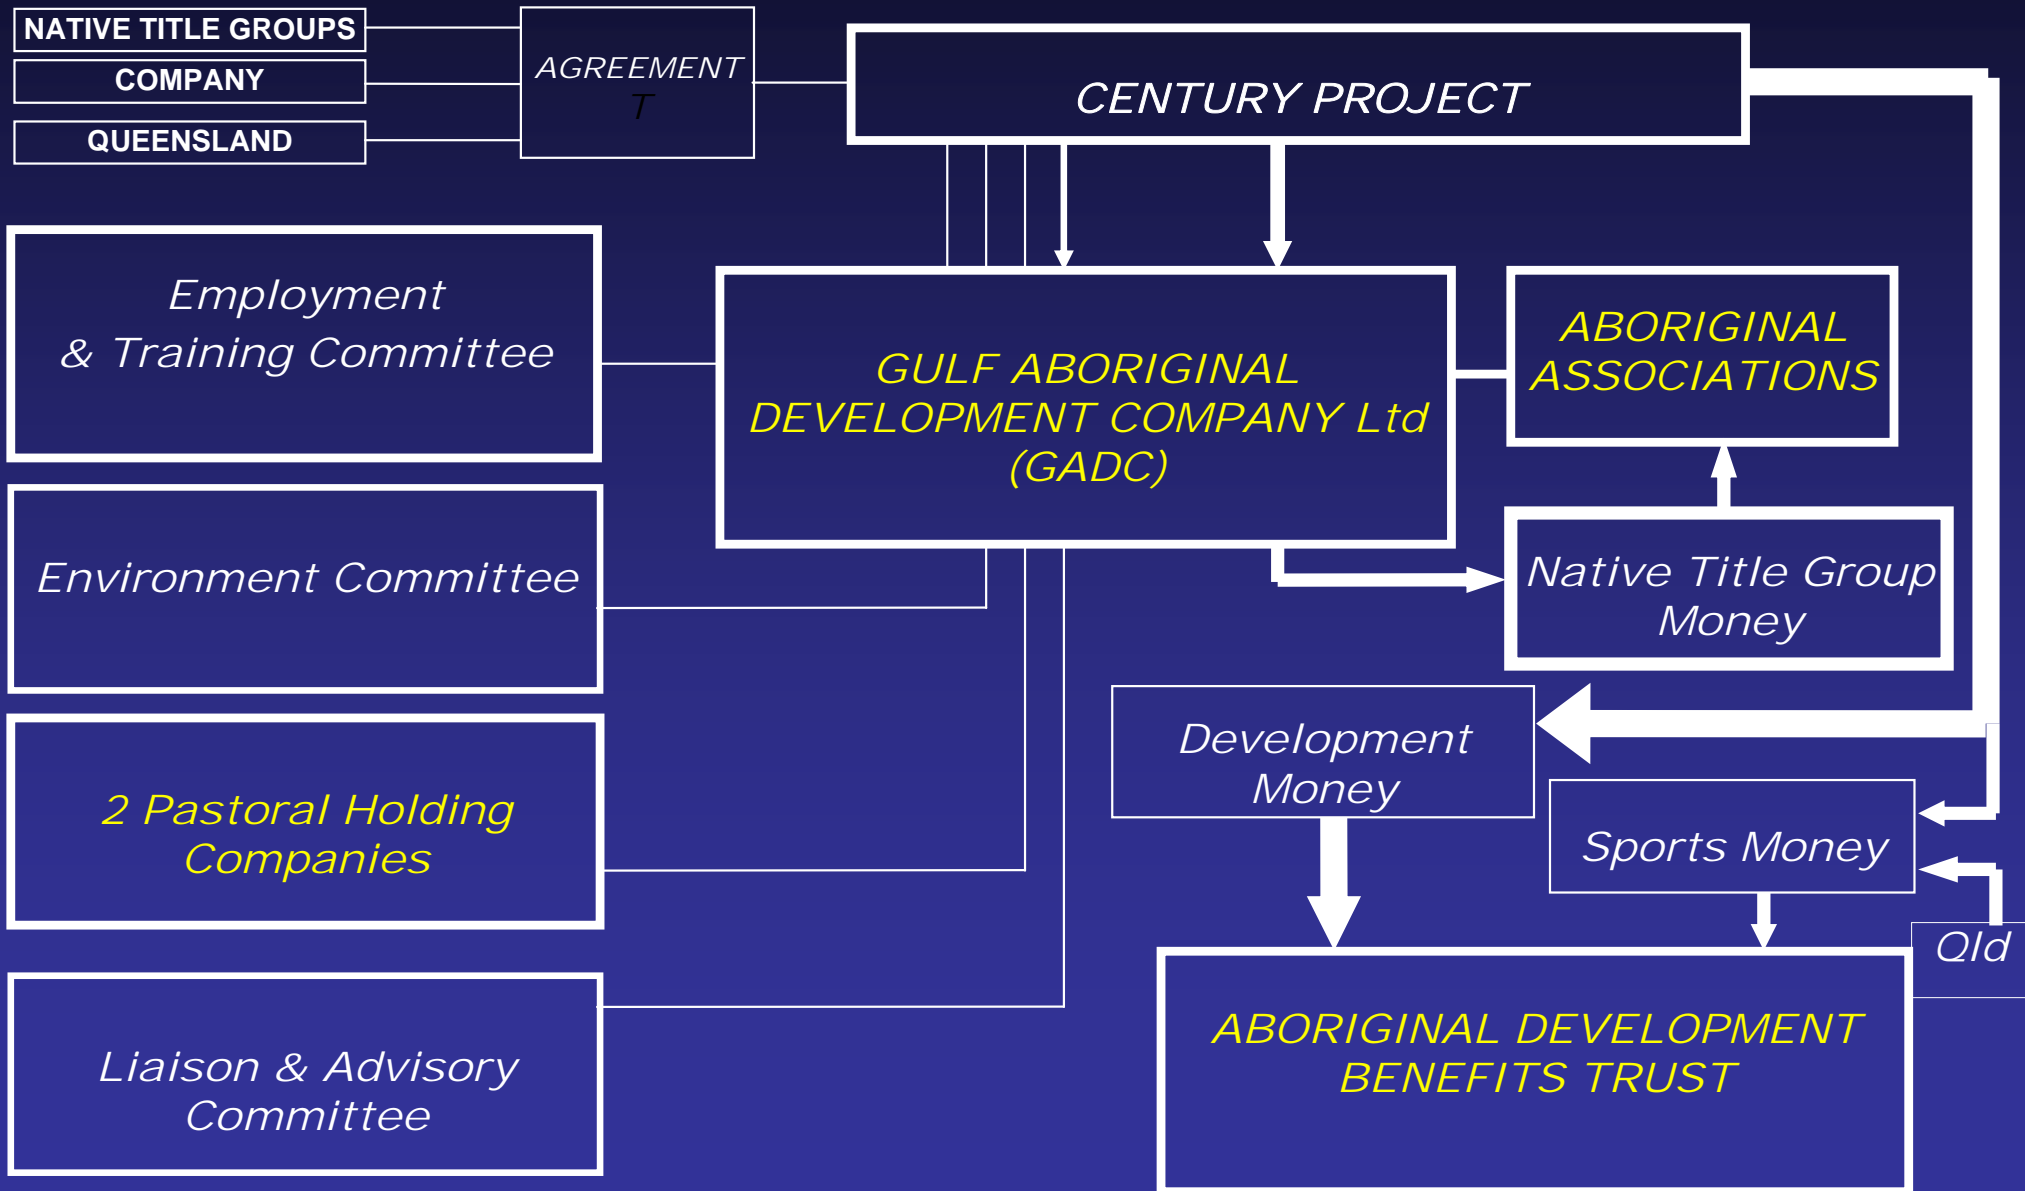 NATIVE TITLE GROUPS
COMPANY
QUEENSLAND
AGREEMENT
T
CENTURY PROJECT
Employment
& Training Committee
GULF ABORIGINAL
DEVELOPMENT COMPANY Ltd
(GADC)
ABORIGINAL
ASSOCIATIONS
Environment Committee
Native Title Group
Money
2 Pastoral Holding
Companies
Development
Money
Sports Money
Qld
Liaison & Advisory
Committee
ABORIGINAL DEVELOPMENT
BENEFITS TRUST